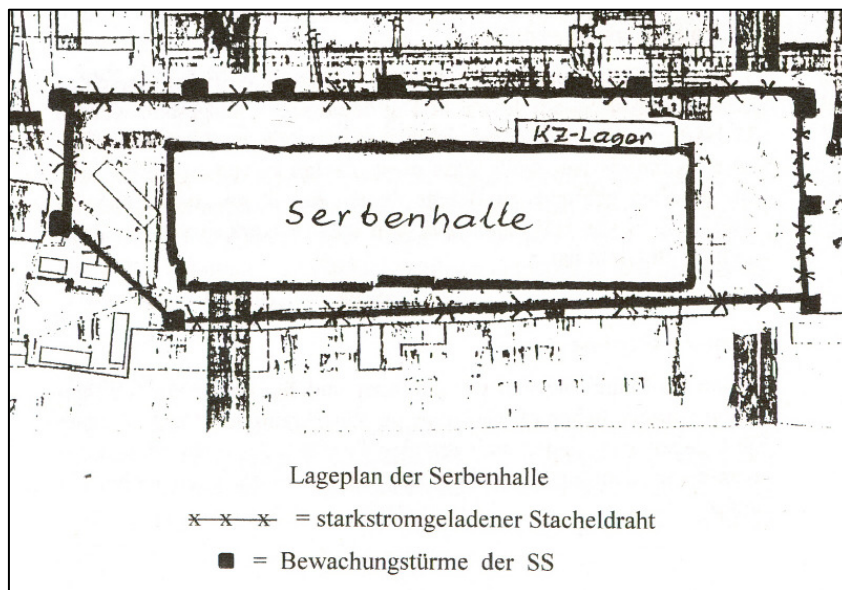 KZ-Lager
Serbenhalle
Lageplan der Serbenhalle
x x x = starkstromgeladener Stacheldraht
■ = Bewachungstürme der SS